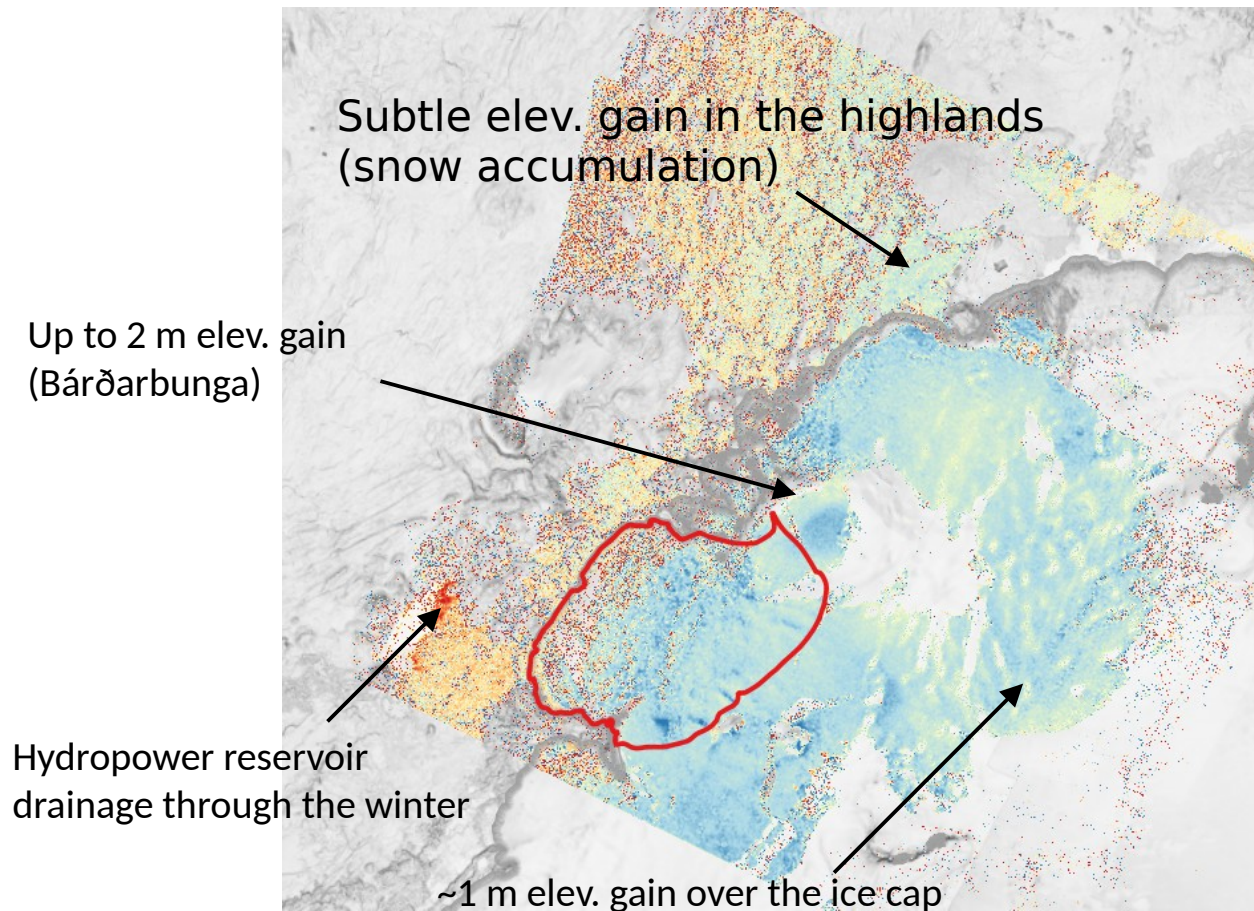 Subtle elev. gain in the highlands
(snow accumulation)
Up to 2 m elev. gain
(Bárðarbunga)
Hydropower reservoir
drainage through the winter
~1 m elev. gain over the ice cap